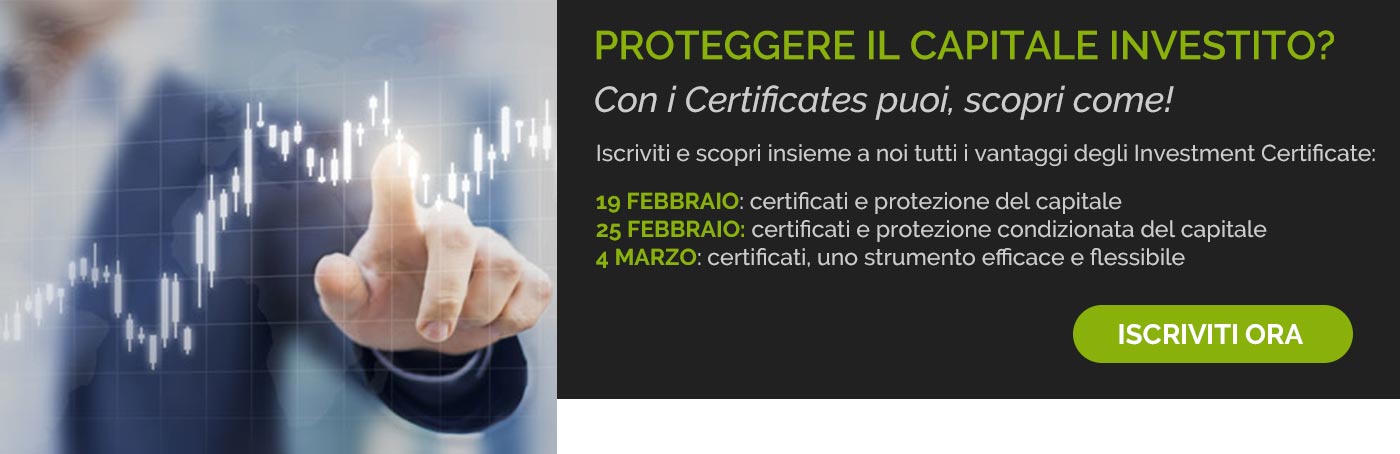 PROTEGGERE IL CAPITALE INVESTITO?
Con i Certificates puoi, scopri come!
Iscriviti e scopri insieme a noi tutti i vantaggi degli Investment Certificate:
19 FEBBRAIO: certificati e protezione del capitale
25 FEBBRAIO: certificati e protezione condizionata del capitale
4 MARZO: certificati, uno strumento efficace e flessibile
ISCRIVITI ORA